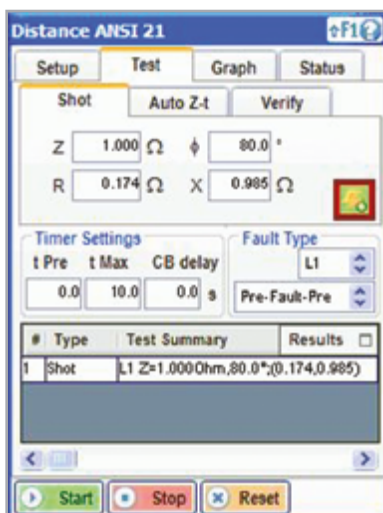 Distance ANSI 21 F1 ?
Setup Test Graph Status
Shot Auto Z-t Verify
Z 1.000 Ω ϕ 80.0 °
R 0.174 Ω X 0.985 Ω
Timer Settings Fault Type
t Pre t Max CB delay L1
0.0 10.0 0.0 s Pre-Fault-Pre
# Type Test Summary Results
1 Shot L1 Z=1.000Ohm,80.0°;(0.174,0.985)
Start Stop Reset